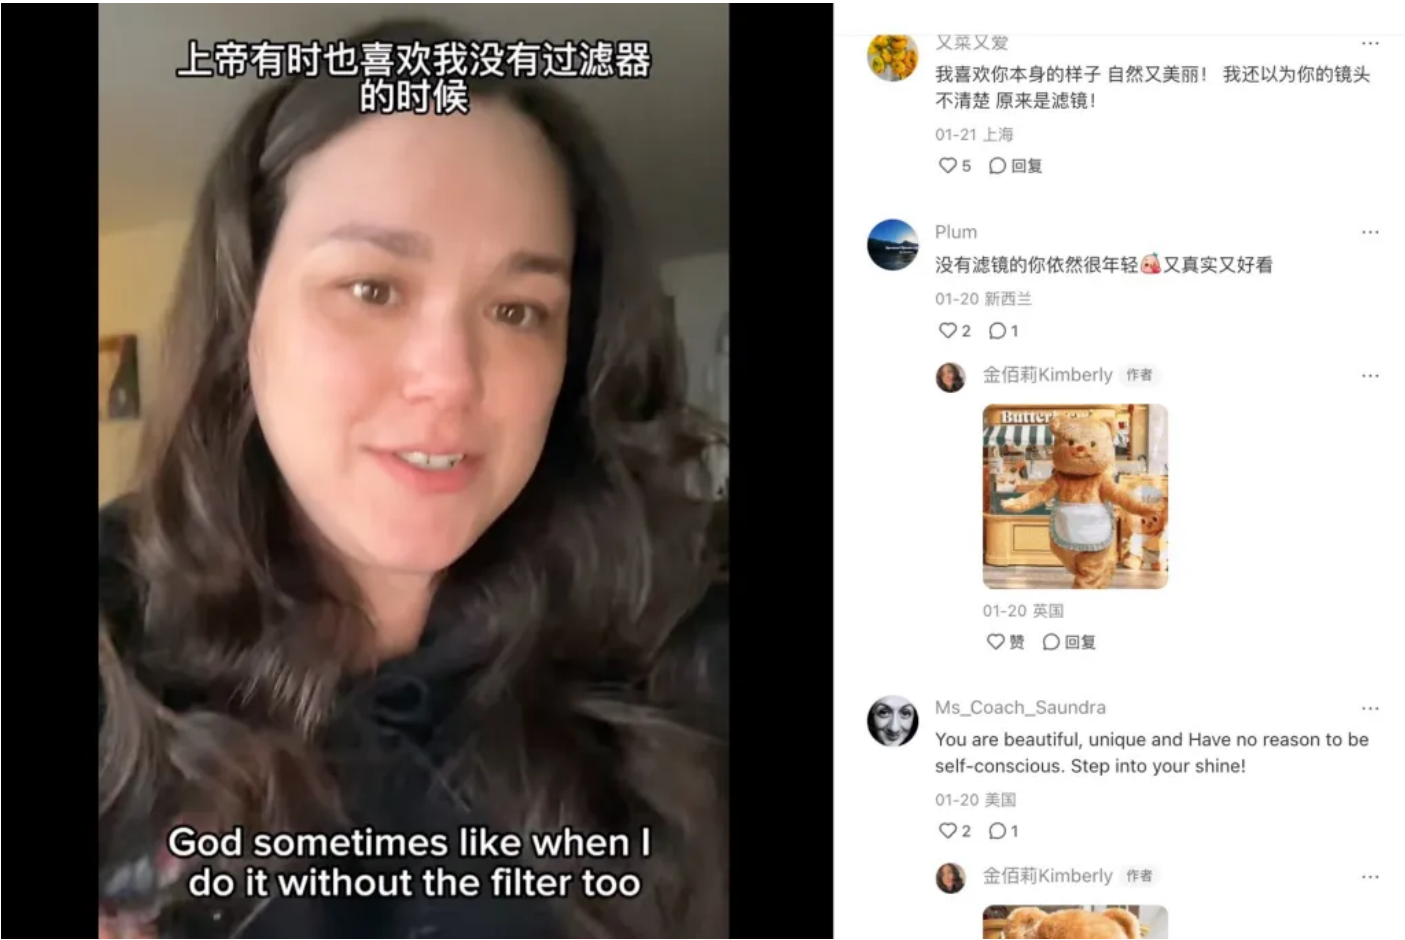 上帝有时也喜欢我没有过滤器
的时候
God sometimes like when I
do it without the filter too
又菜又爱
我喜欢你本身的样子 自然又美丽！ 我还以为你的镜头
不清楚 原来是滤镜！
01-21 上海
5 回复
Plum
没有滤镜的你依然很年轻又真实又好看
01-20 新西兰
2 1
金佰莉Kimberly 作者
Butter
01-20 英国
赞 回复
Ms_Coach_Saundra
You are beautiful, unique and Have no reason to be
self-conscious. Step into your shine!
01-20 美国
2 1
金佰莉Kimberly 作者